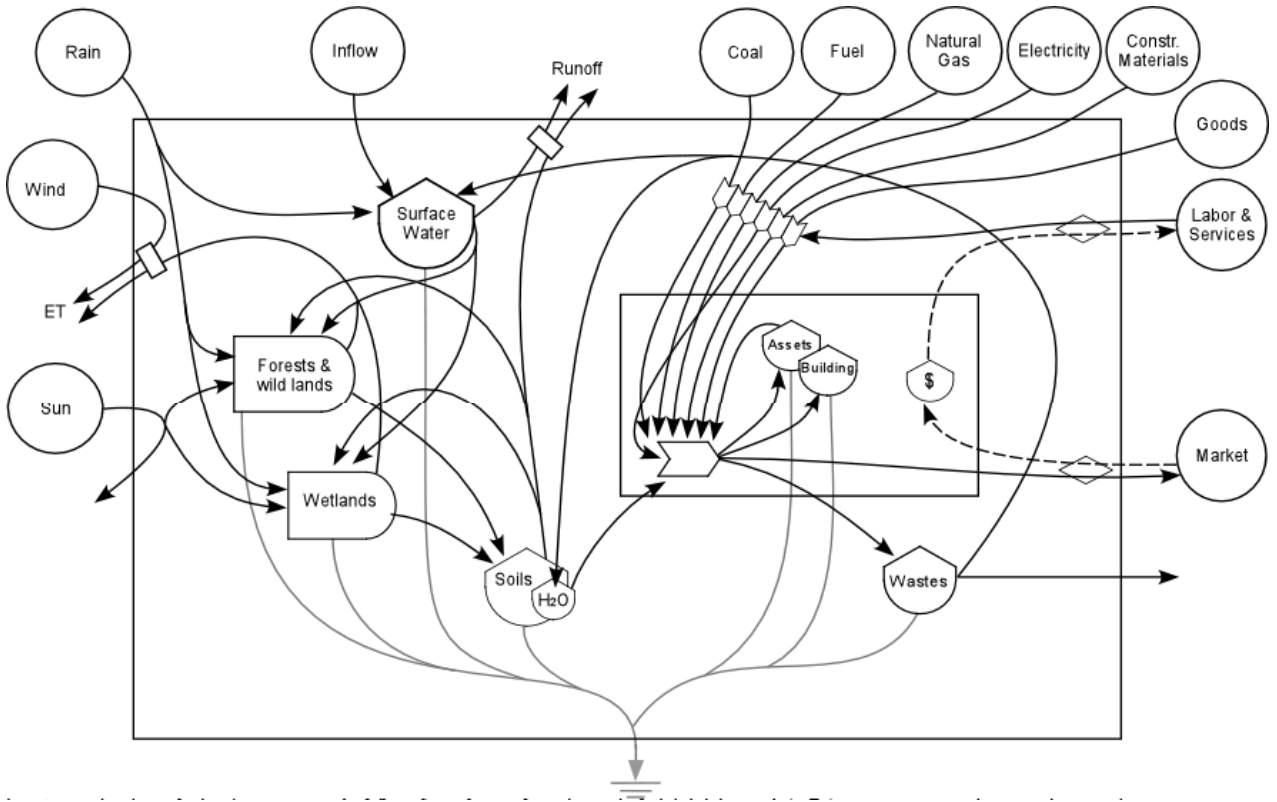 Rain
Inflow
Runoff
Coal
Fuel
Natural
Gas
Electricity
Constr.
Materials
Goods
Wind
Surface
Water
Labor &
Services
ET
Forests &
wild lands
Assets
Building
$
Sun
Market
Wetlands
Soils
H₂O
Wastes